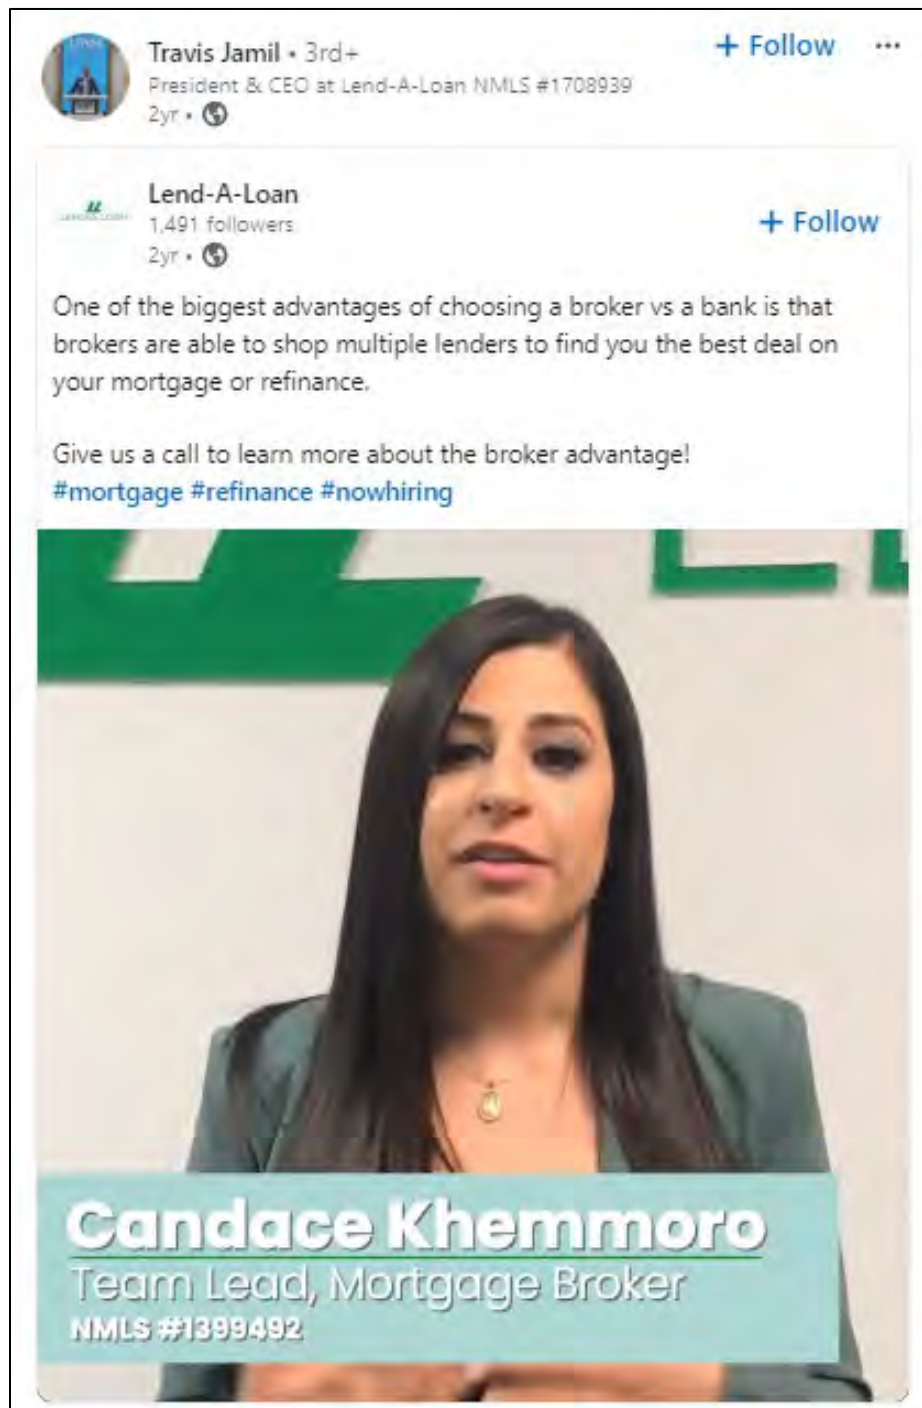 Travis Jamil • 3rd+
+ Follow
...
President & CEO at Lend-A-Loan NMLS #1708939
2yr •
Lend-A-Loan
1,491 followers
+ Follow
2yr •
One of the biggest advantages of choosing a broker vs a bank is that
brokers are able to shop multiple lenders to find you the best deal on
your mortgage or refinance.
Give us a call to learn more about the broker advantage!
#mortgage #refinance #nowhiring
Candace Khemmoro
Team Lead, Mortgage Broker
NMLS #1399492